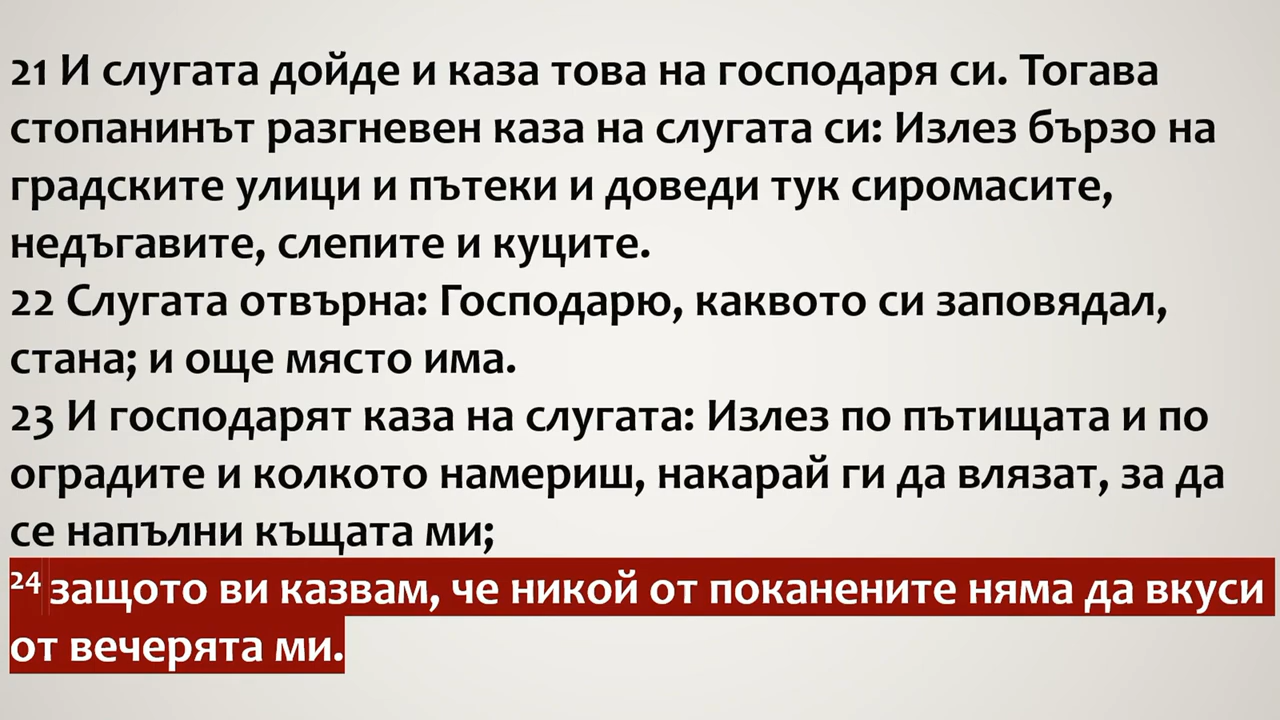 21 И слугата дойде и каза това на господаря си. Тогава
стопанинът разгневен каза на слугата си: Излез бързо на
градските улици и пътеки и доведи тук сиромасите,
недъгавите, слепите и куците.
22 Слугата отвърна: Господарю, каквото си заповядал,
стана; и още място има.
23 И господарят каза на слугата: Излез по пътищата и по
оградите и колкото намериш, накарай ги да влязат, за да
се напълни къщата ми;
24 защото ви казвам, че никой от поканените няма да вкуси
от вечерята ми.